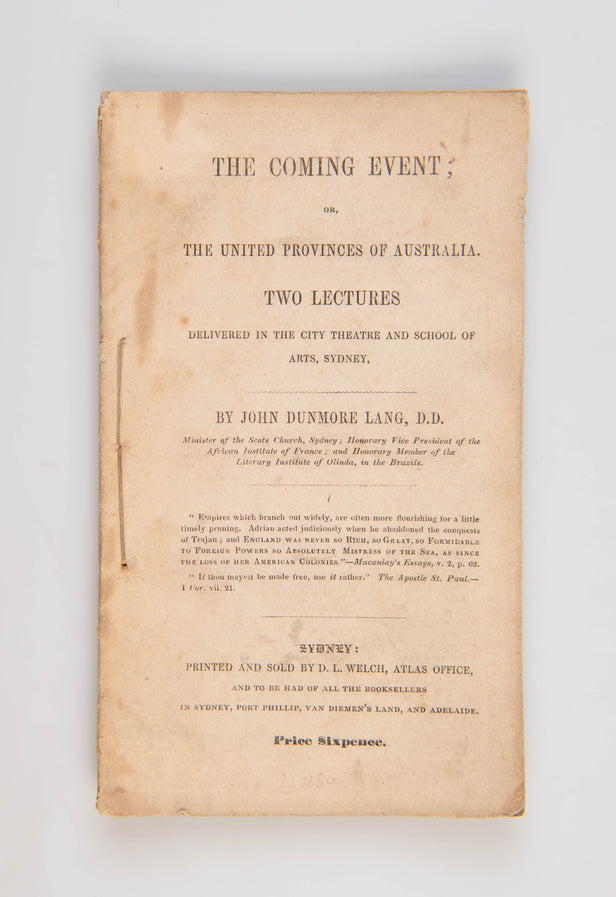 THE COMING EVENT;
OR,
THE UNITED PROVINCES OF AUSTRALIA.
TWO LECTURES
DELIVERED IN THE CITY THEATRE AND SCHOOL OF
ARTS, SYDNEY,
BY JOHN DUNMORE LANG, D.D.
Minister of the Scots Church, Sydney; Honorary Vice President of the
African Institute of France; and Honorary Member of the
Literary Institute of Olinda, in the Brazils.
" Empires which branch out widely, are often more flourishing for a little
timely pruning. Adrian acted judiciously when he abandoned the conquests
of Trajan; and ENGLAND WAS NEVER SO RICH, SO GREAT, SO FORMIDABLE
TO FOREIGN POWERS SO ABSOLUTELY MISTRESS OF THE SEA, AS SINCE
THE LOSS OF HER AMERICAN COLONIES."—Macaulay's Essays, v. 2, p. 62.
" If thou mayest be made free, use it rather." The Apostle St. Paul.—
1 Cor. vii. 21.
SYDNEY:
PRINTED AND SOLD BY D. L. WELCH, ATLAS OFFICE,
AND TO BE HAD OF ALL THE BOOKSELLERS
IN SYDNEY, PORT PHILLIP, VAN DIEMEN'S LAND, AND ADELAIDE.
Price Sixpence.